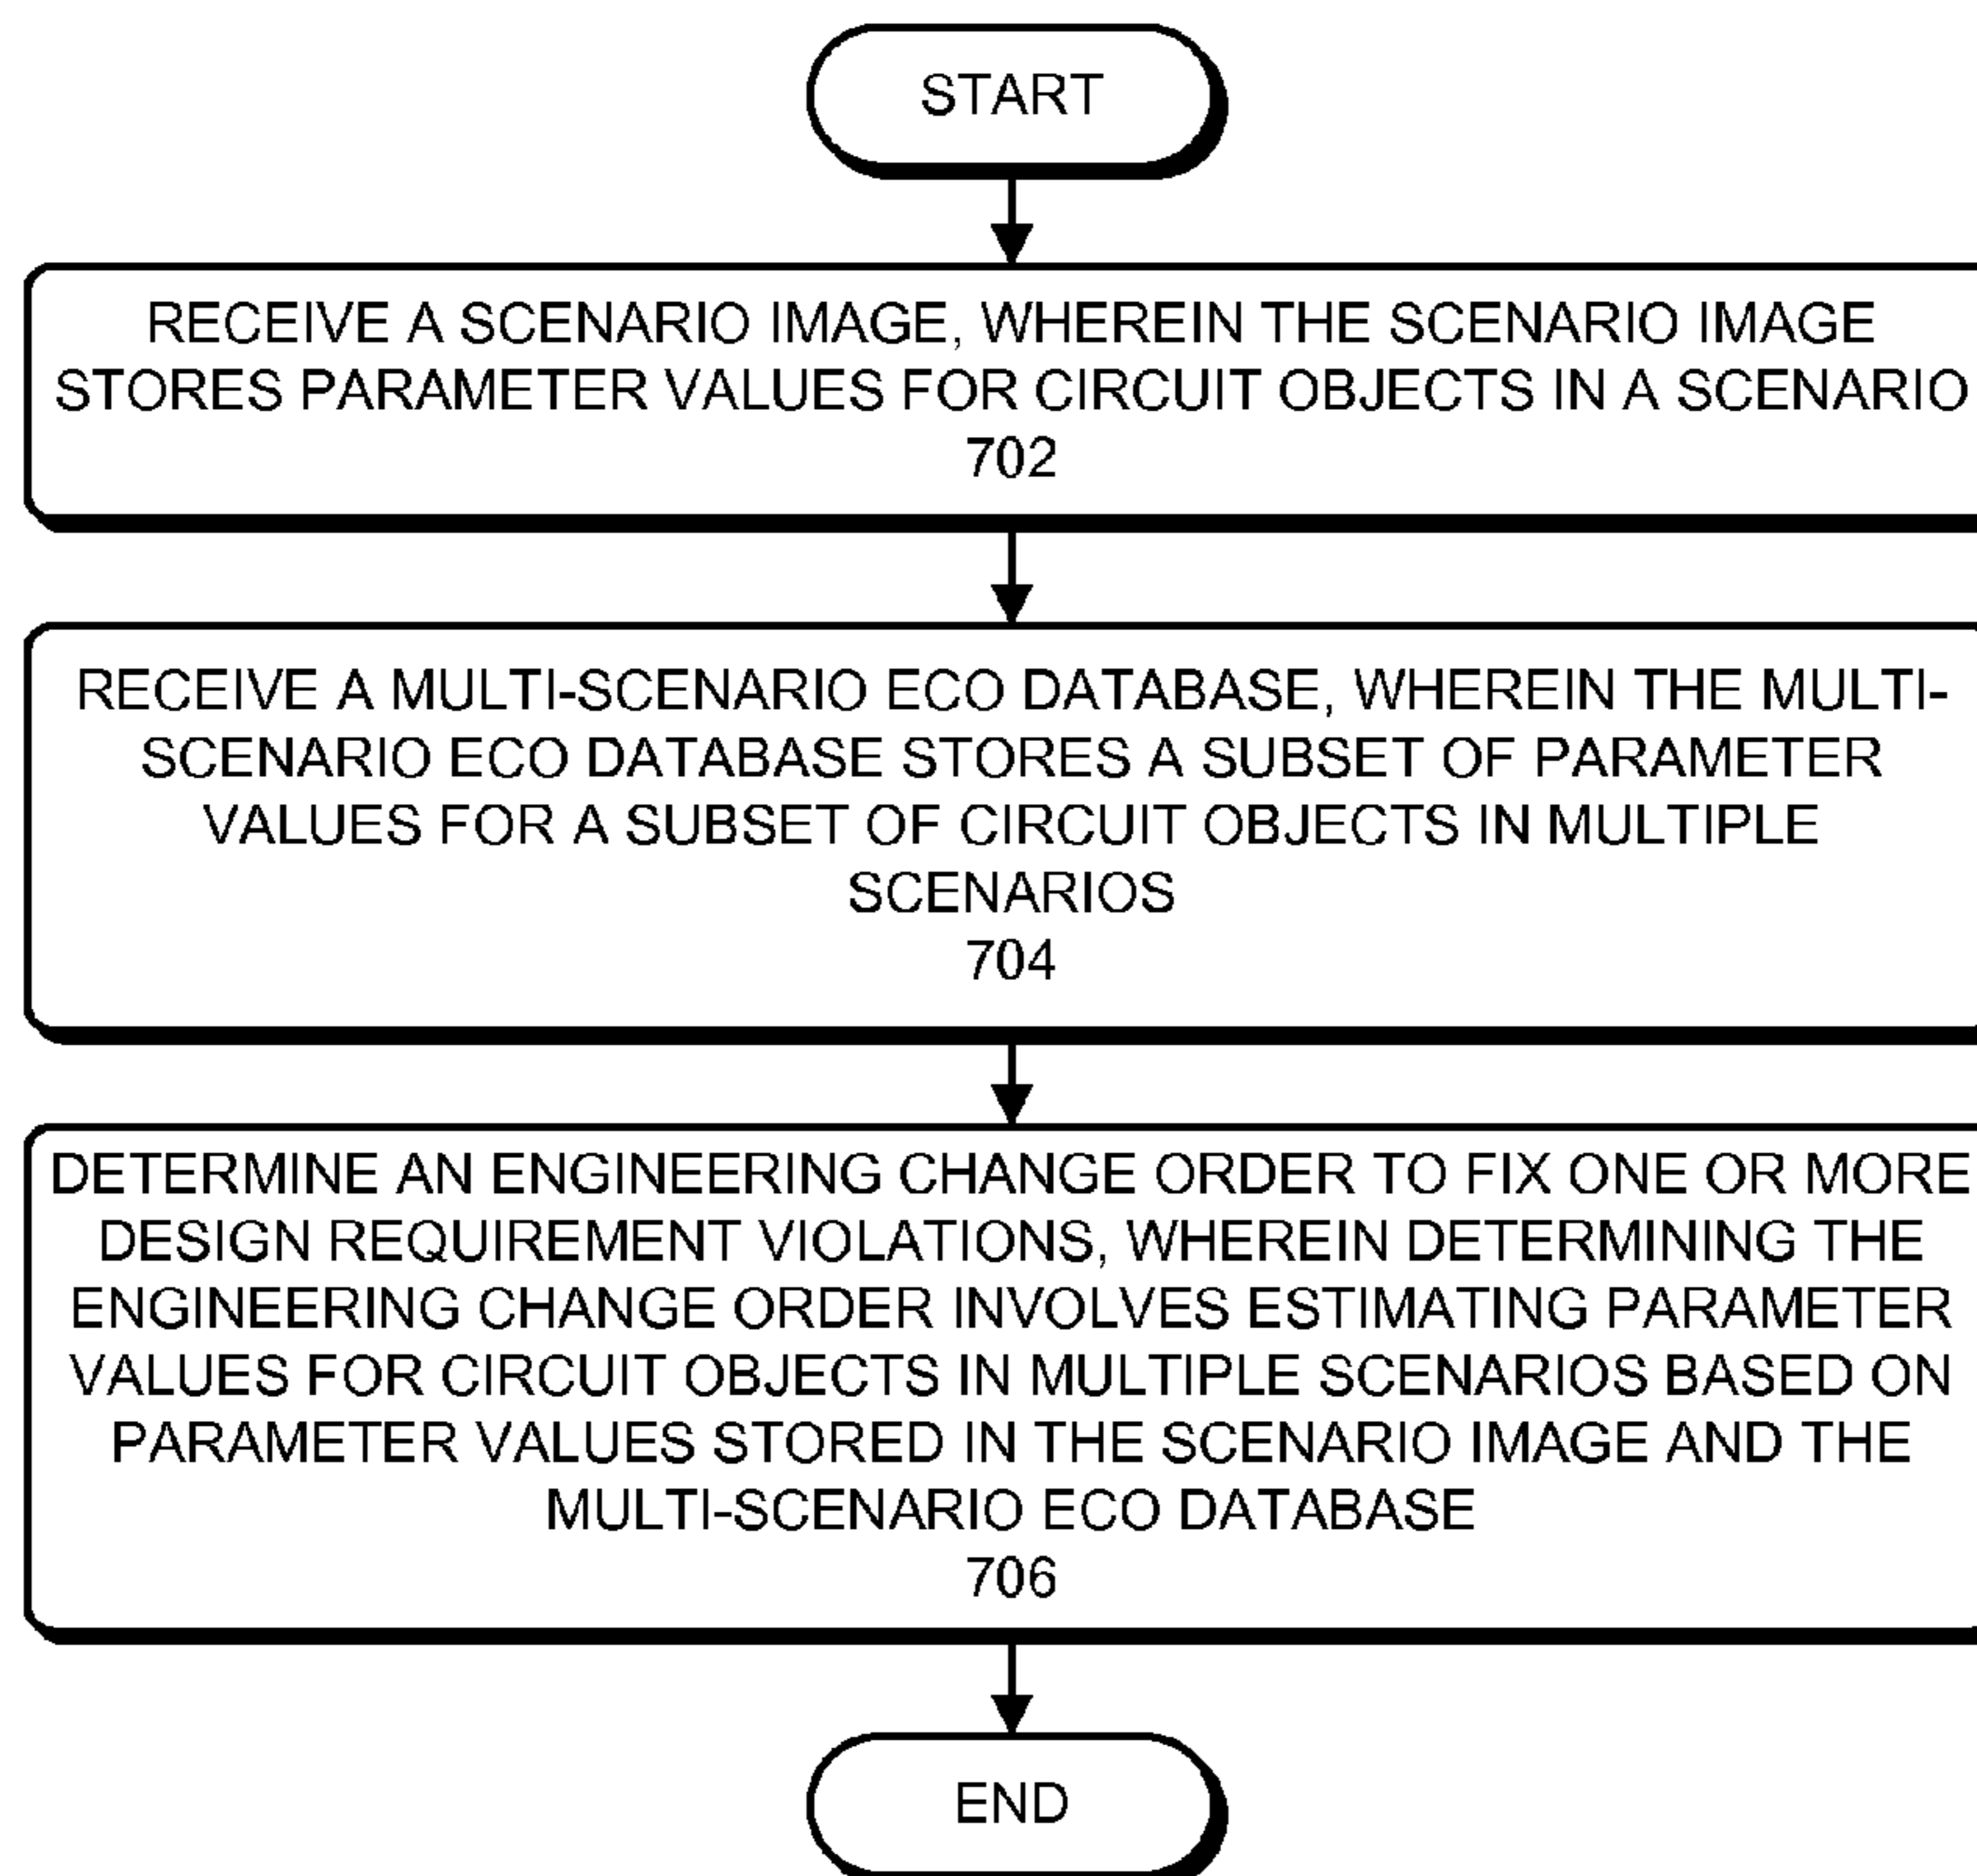 START
RECEIVE A SCENARIO IMAGE, WHEREIN THE SCENARIO IMAGE
STORES PARAMETER VALUES FOR CIRCUIT OBJECTS IN A SCENARIO
702
RECEIVE A MULTI-SCENARIO ECO DATABASE, WHEREIN THE MULTI-
SCENARIO ECO DATABASE STORES A SUBSET OF PARAMETER
VALUES FOR A SUBSET OF CIRCUIT OBJECTS IN MULTIPLE
SCENARIOS
704
DETERMINE AN ENGINEERING CHANGE ORDER TO FIX ONE OR MORE
DESIGN REQUIREMENT VIOLATIONS, WHEREIN DETERMINING THE
ENGINEERING CHANGE ORDER INVOLVES ESTIMATING PARAMETER
VALUES FOR CIRCUIT OBJECTS IN MULTIPLE SCENARIOS BASED ON
PARAMETER VALUES STORED IN THE SCENARIO IMAGE AND THE
MULTI-SCENARIO ECO DATABASE
706
END